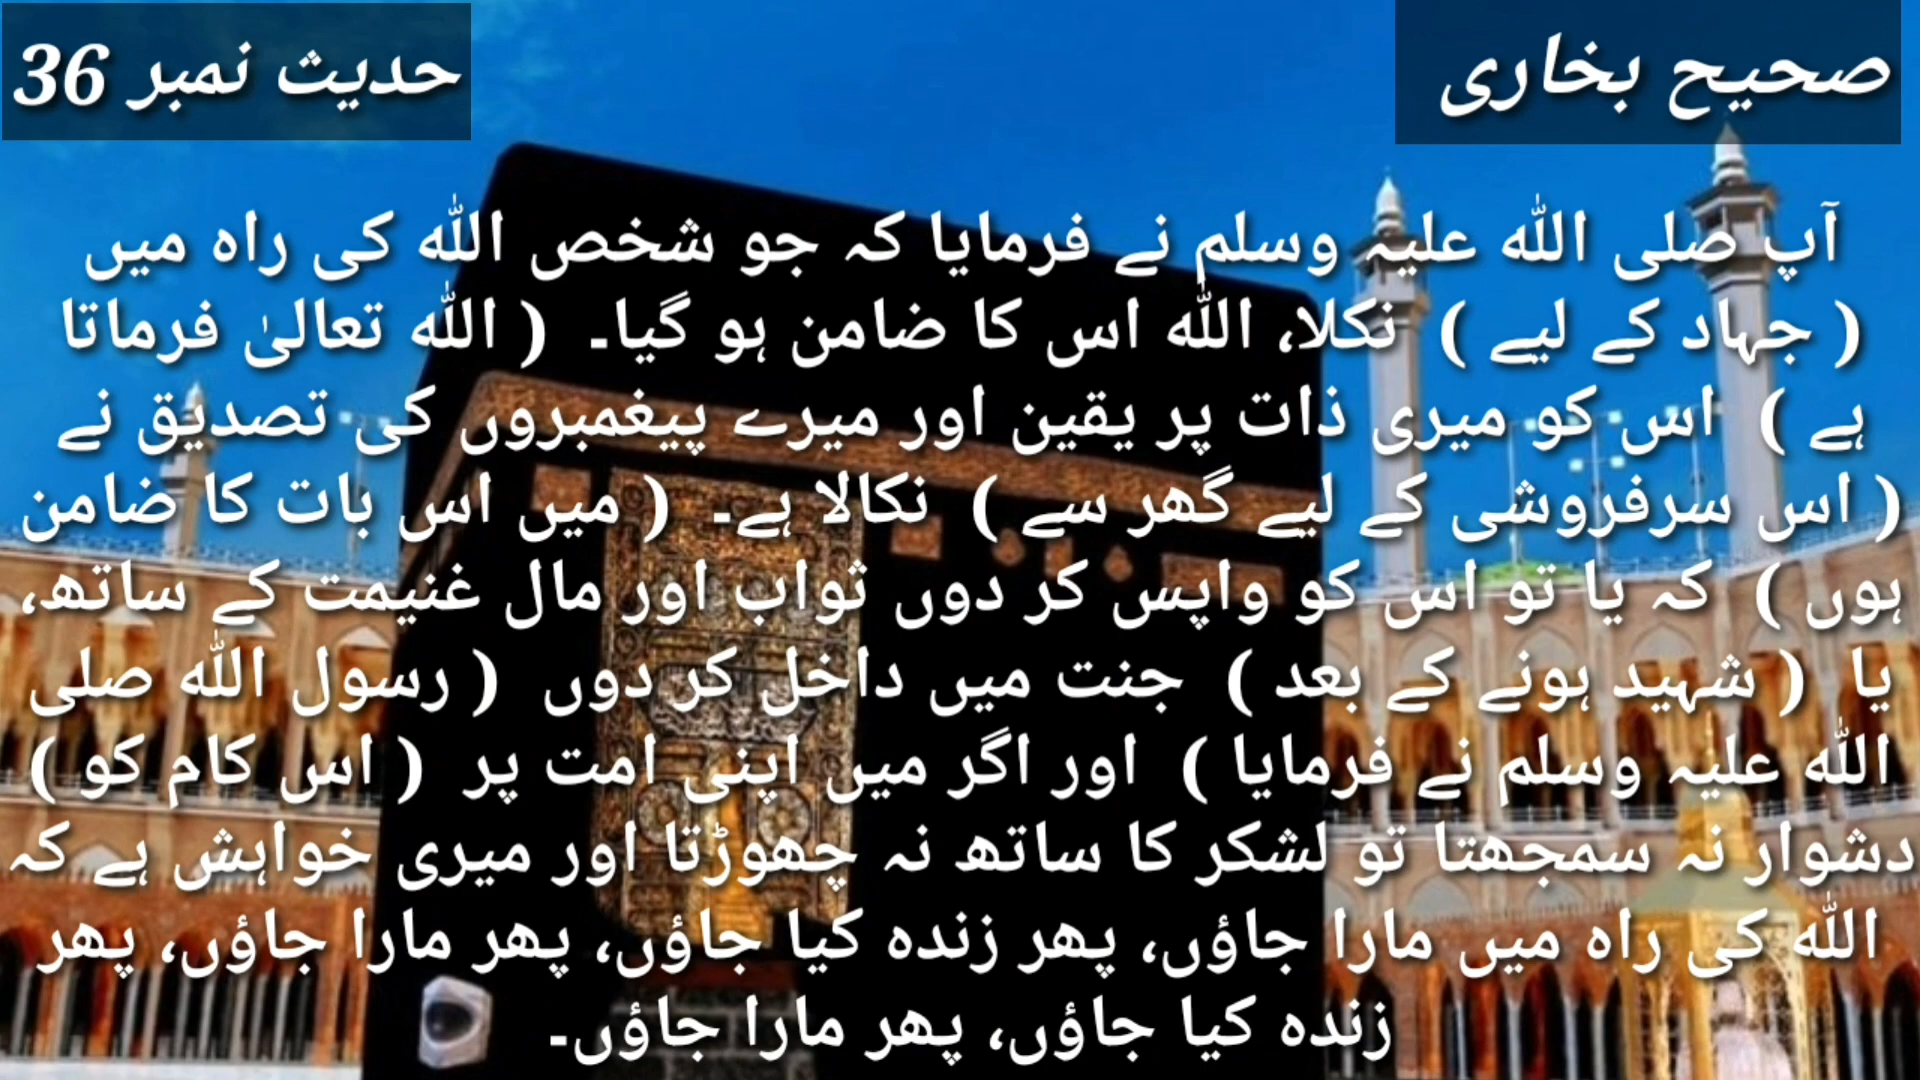 صحیح بخاری
حدیث نمبر 36
آپ صلی اللہ علیہ وسلم نے فرمایا کہ جو شخص اللہ کی راہ میں
( جہاد کے لیے ) نکلا، اللہ اس کا ضامن ہو گیا۔ ( اللہ تعالیٰ فرماتا
ہے ) اس کو میری ذات پر یقین اور میرے پیغمبروں کی تصدیق نے
( اس سرفروشی کے لیے گھر سے ) نکالا ہے۔ ( میں اس بات کا ضامن
ہوں ) کہ یا تو اس کو واپس کر دوں ثواب اور مال غنیمت کے ساتھ،
یا ( شہید ہونے کے بعد ) جنت میں داخل کر دوں ( رسول اللہ صلی
اللہ علیہ وسلم نے فرمایا ) اور اگر میں اپنی امت پر ( اس کام کو )
دشوار نہ سمجھتا تو لشکر کا ساتھ نہ چھوڑتا اور میری خواہش ہے کہ
اللہ کی راہ میں مارا جاؤں، پھر زندہ کیا جاؤں، پھر مارا جاؤں، پھر
زندہ کیا جاؤں، پھر مارا جاؤں۔